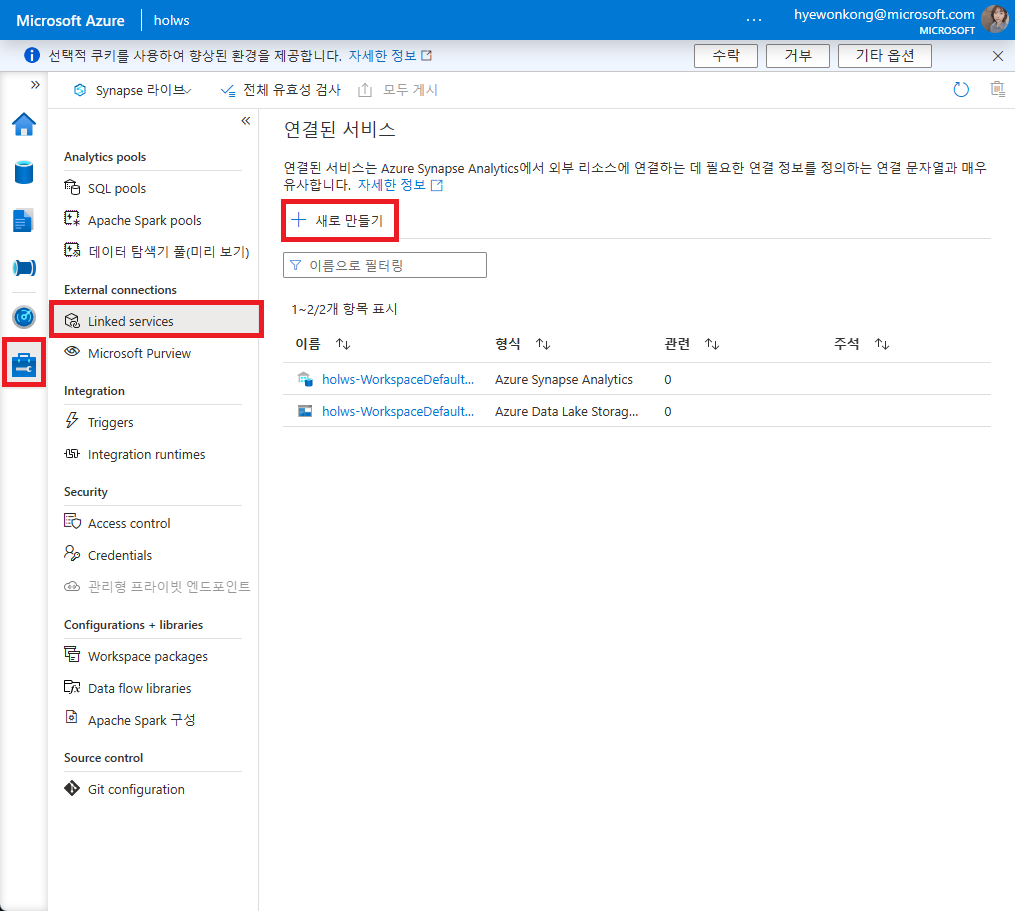 Microsoft Azure
holws
...
hyewonkong@microsoft.com
MICROSOFT
선택적 쿠키를 사용하여 향상된 환경을 제공합니다. 자세한 정보
수락
거부
기타 옵션
Synapse 라이브
전체 유효성 검사
모두 게시
Analytics pools
SQL pools
Apache Spark pools
데이터 탐색기 풀(미리 보기)
External connections
Linked services
Microsoft Purview
Integration
Triggers
Integration runtimes
Security
Access control
Credentials
관리형 프라이빗 엔드포인트
Configurations + libraries
Workspace packages
Data flow libraries
Apache Spark 구성
Source control
Git configuration
연결된 서비스
연결된 서비스는 Azure Synapse Analytics에서 외부 리소스에 연결하는 데 필요한 연결 정보를 정의하는 연결 문자열과 매우
유사합니다. 자세한 정보
새로 만들기
이름으로 필터링
1~2/2개 항목 표시
이름 형식 관련 주석
holws-WorkspaceDefault... Azure Synapse Analytics 0
holws-WorkspaceDefault... Azure Data Lake Storag... 0